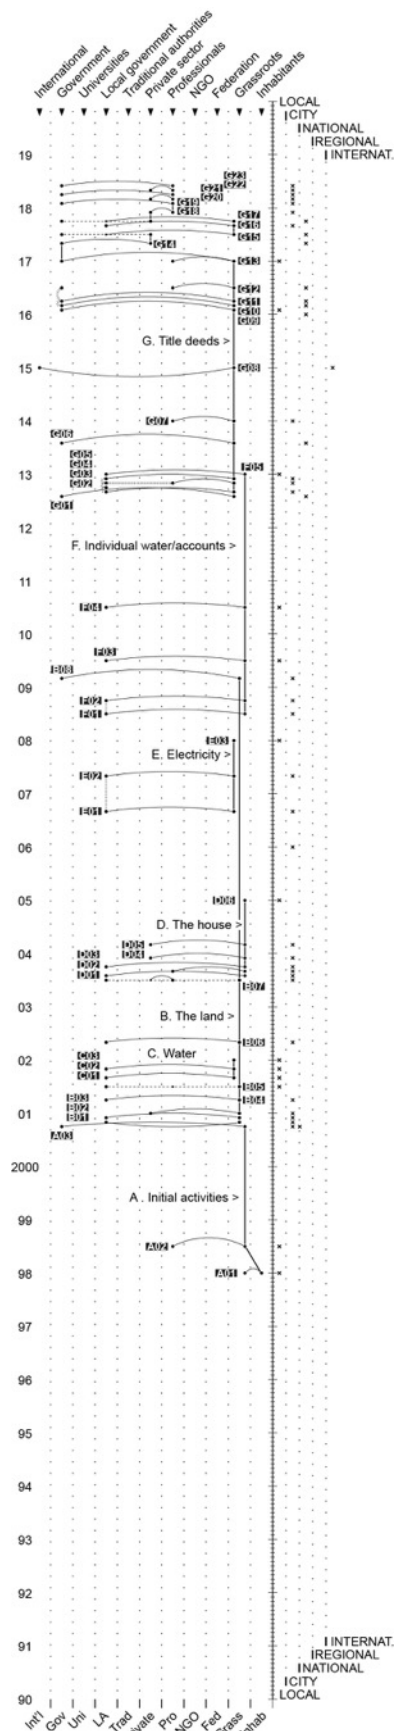 International
Government
Universities
Local government
Traditional authorities
Private sector
Professionals
NGO
Federation
Grassroots
Inhabitants
LOCAL
CITY
NATIONAL
REGIONAL
INTERNAT.
19
G23
G22
G21
G20
G19
G18
18
G17
G16
G15
G14
17
G13
G12
G11
G10
16
G09
G. Title deeds >
15
G08
14
G07
G06
G05
G04
G03
F05
13
G02
G01
12
F. Individual water/accounts >
11
F04
10
F03
B08
09
F02
F01
08
E03
E. Electricity >
E02
07
E01
06
05
D06
D. The house >
D05
D03
D04
04
D02
D01
B07
03
B. The land >
B06
C03
C. Water
02
C02
C01
B05
B03
B04
B02
01
B01
A03
2000
A . Initial activities >
99
A02
98
A01
97
96
95
94
93
92
91
INTERNAT.
REGIONAL
NATIONAL
CITY
90
LOCAL
Int'l
Gov
Uni
LA
Trad
Private
Pro
NGO
Fed
Grass
Inhab